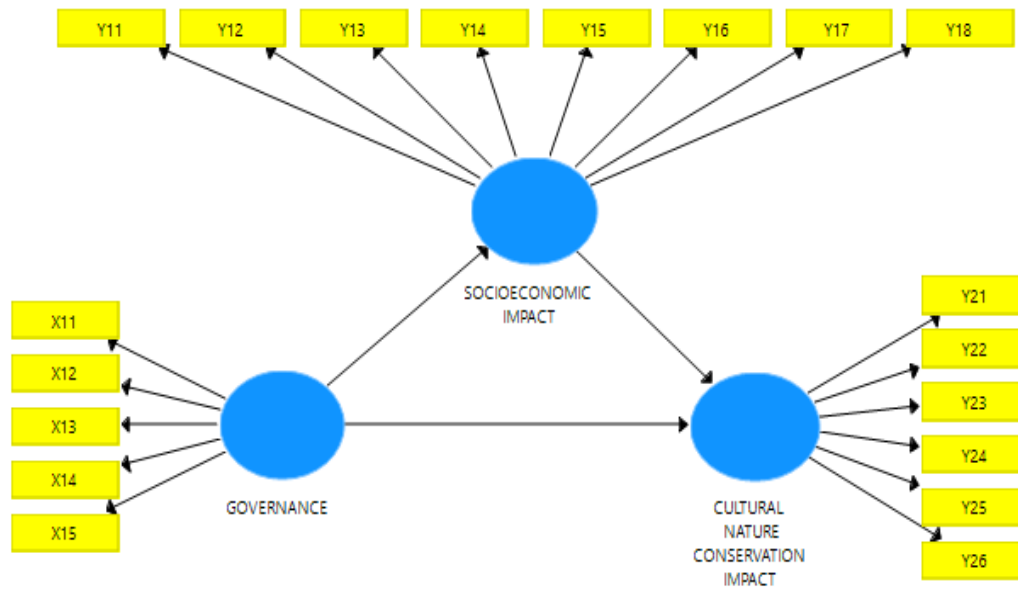 Y11
Y12
Y13
Y14
Y15
Y16
Y17
Y18
SOCIOECONOMIC
IMPACT
X11
X12
X13
X14
X15
GOVERNANCE
Y21
Y22
Y23
Y24
Y25
Y26
CULTURAL
NATURE
CONSERVATION
IMPACT